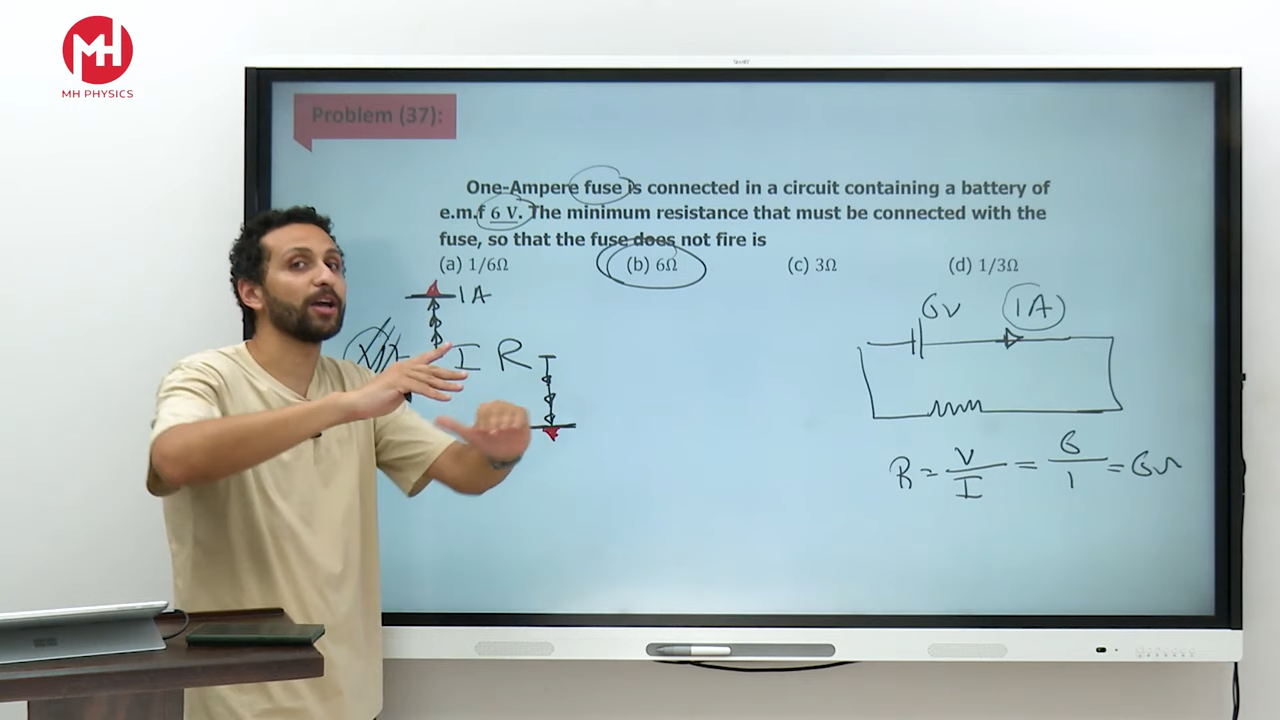 MH
MH PHYSICS
SMART
Problem (37):
One-Ampere fuse is connected in a circuit containing a battery of
e.m.f 6 V. The minimum resistance that must be connected with the
fuse, so that the fuse does not fire is
(a) 1/6Ω (b) 6Ω (c) 3Ω (d) 1/3Ω
1A
I R
6V 1A
R = V/I = 6/1 = 6Ω